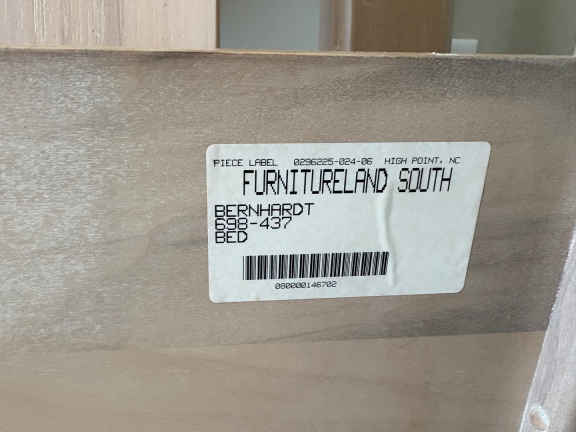 PIECE LABEL 0296225-024-06 HIGH POINT, NC
FURNITURELAND SOUTH
BERNHARDT
698-437
BED
080000146702